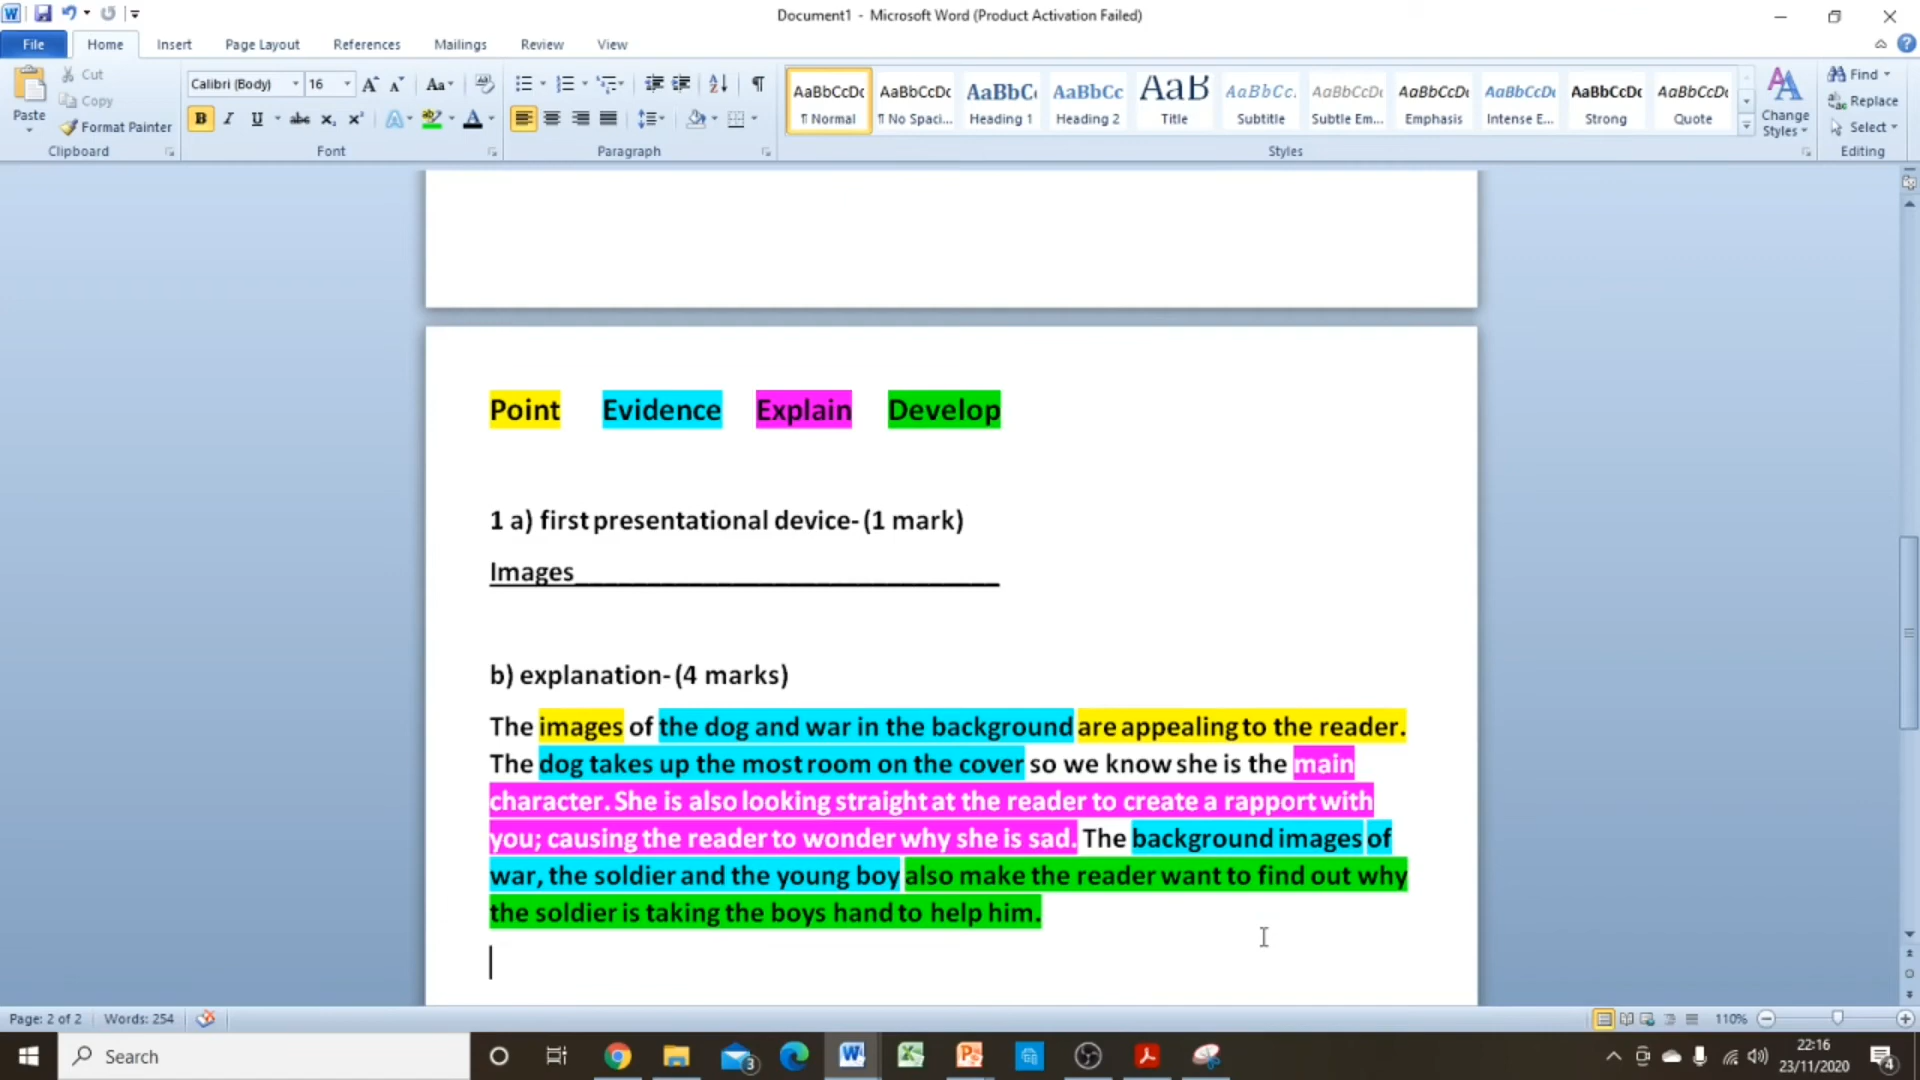 Document1 - Microsoft Word (Product Activation Failed)
File Home Insert Page Layout References Mailings Review View
Cut
Copy
Format Painter
Paste
Clipboard
Calibri (Body) 16
Font
Paragraph
AaBbCcDc AaBbCcDc AaBbC AaBbCc AaB AaBbCc. AaBbCcDc AaBbCcDc AaBbCcDc AaBbCcDc AaBbCcDc
¶ Normal ¶ No Spaci... Heading 1 Heading 2 Title Subtitle Subtle Em... Emphasis Intense E... Strong Quote
Styles
Change
Styles
Find
Replace
Select
Editing
Point Evidence Explain Develop
1 a) first presentational device- (1 mark)
Images
b) explanation- (4 marks)
The images of the dog and war in the background are appealing to the reader.
The dog takes up the most room on the cover so we know she is the main
character. She is also looking straight at the reader to create a rapport with
you; causing the reader to wonder why she is sad. The background images of
war, the soldier and the young boy also make the reader want to find out why
the soldier is taking the boys hand to help him.
Page: 2 of 2 Words: 254 110%
Search 3 22:16
23/11/2020 4